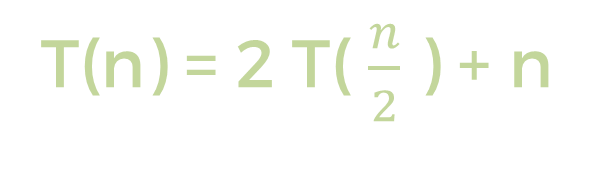 T(n) = 2 T( n/2 ) + n